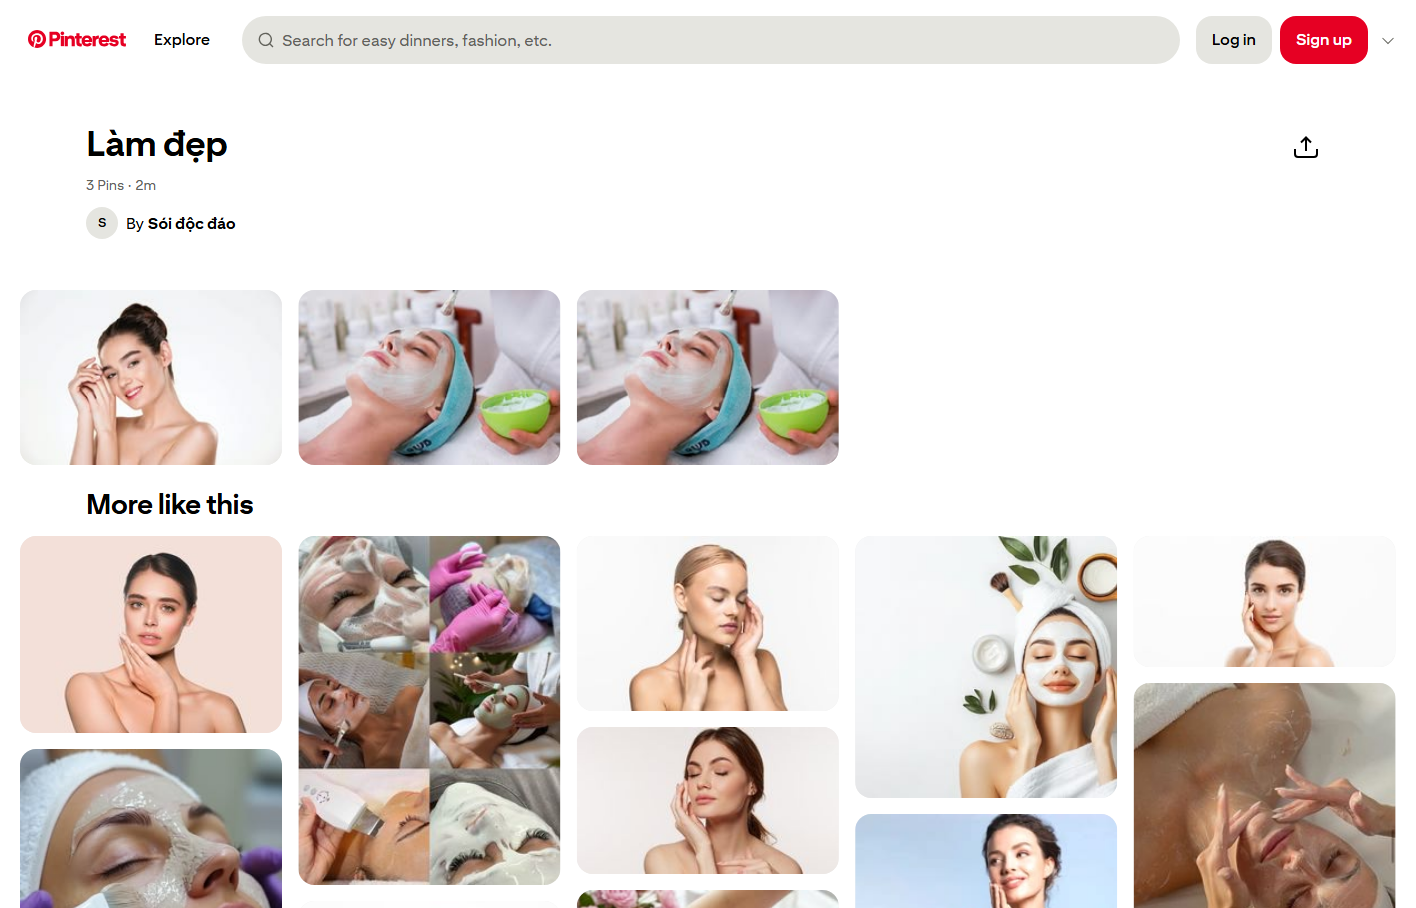 Pinterest
Explore
Search for easy dinners, fashion, etc.
Log in
Sign up
Làm đẹp
3 Pins · 2m
S
By Sói độc đáo
More like this